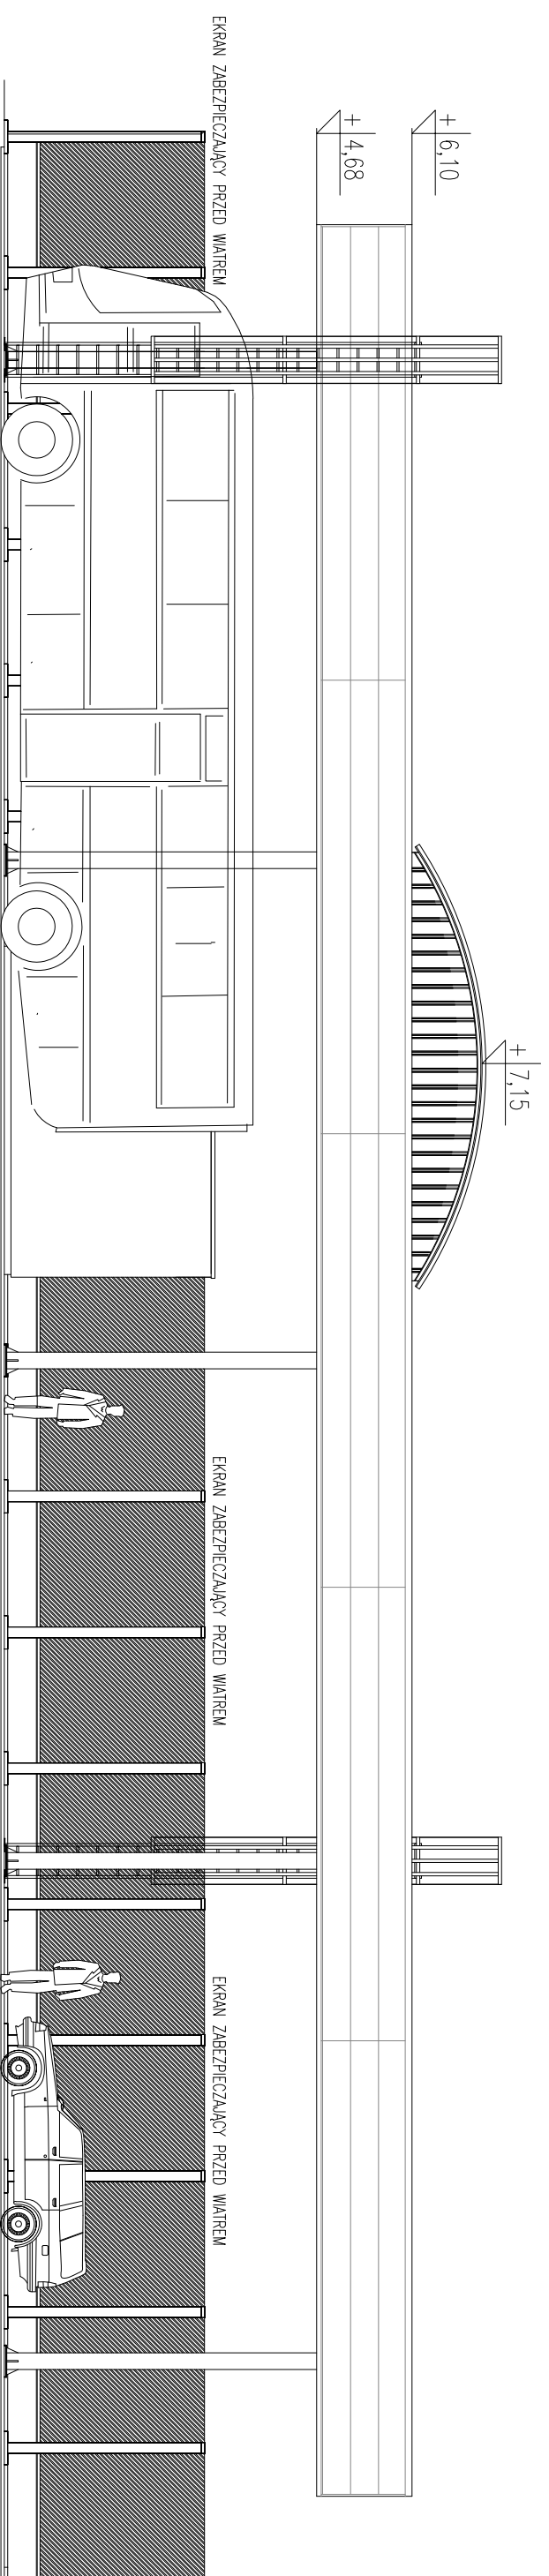 + 7,15
+ 6,10
+ 4,68
EKRAN ZABEZPIECZAJĄCY PRZED WIATREM
EKRAN ZABEZPIECZAJĄCY PRZED WIATREM
EKRAN ZABEZPIECZAJĄCY PRZED WIATREM